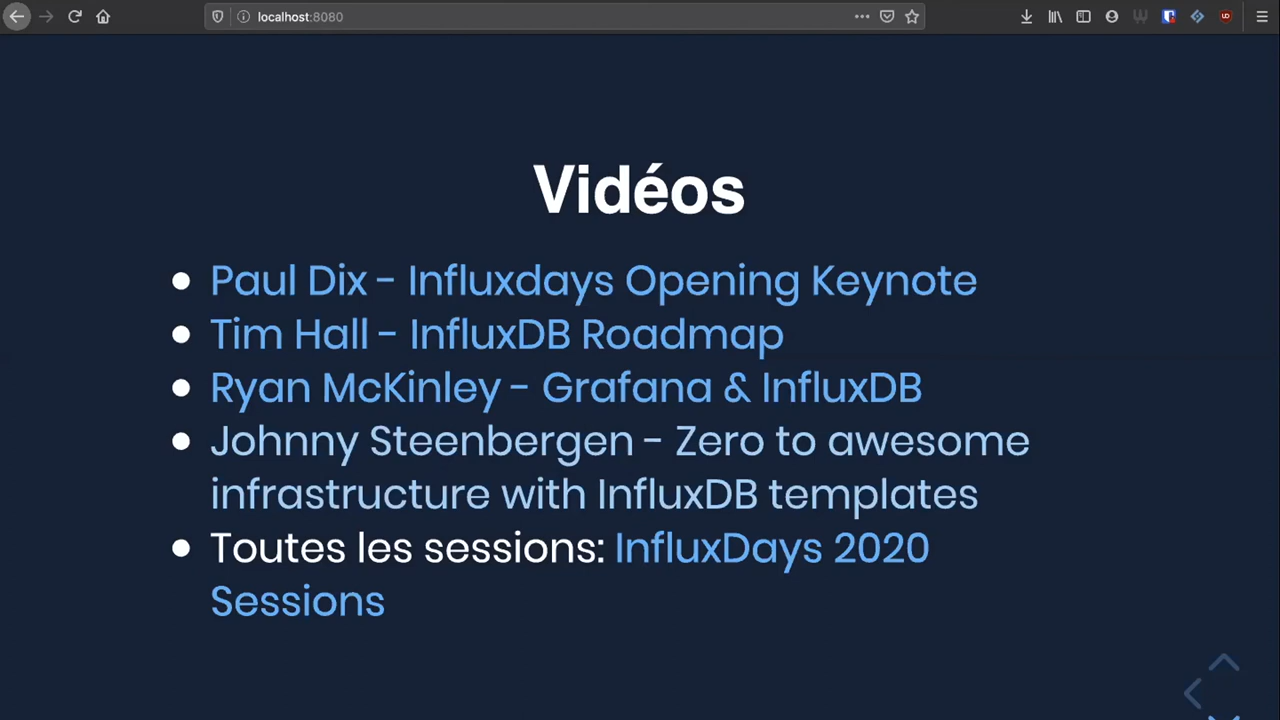 localhost:8080
Vidéos
Paul Dix - Influxdays Opening Keynote
Tim Hall - InfluxDB Roadmap
Ryan McKinley - Grafana & InfluxDB
Johnny Steenbergen - Zero to awesome
infrastructure with InfluxDB templates
Toutes les sessions: InfluxDays 2020
Sessions